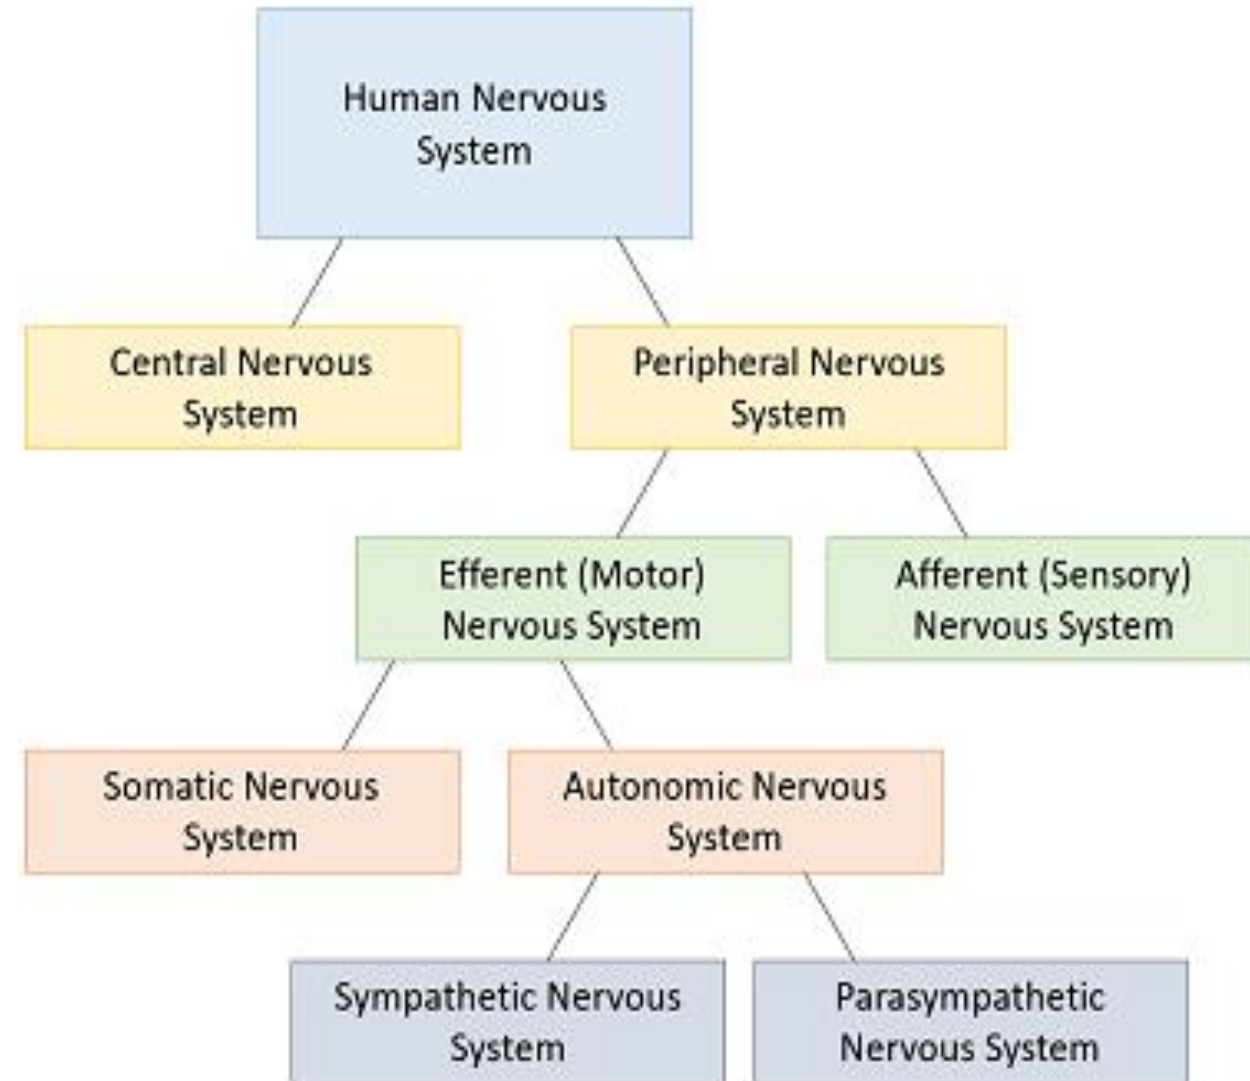 Human Nervous
System
Central Nervous
System
Peripheral Nervous
System
Efferent (Motor)
Nervous System
Afferent (Sensory)
Nervous System
Somatic Nervous
System
Autonomic Nervous
System
Sympathetic Nervous
System
Parasympathetic
Nervous System